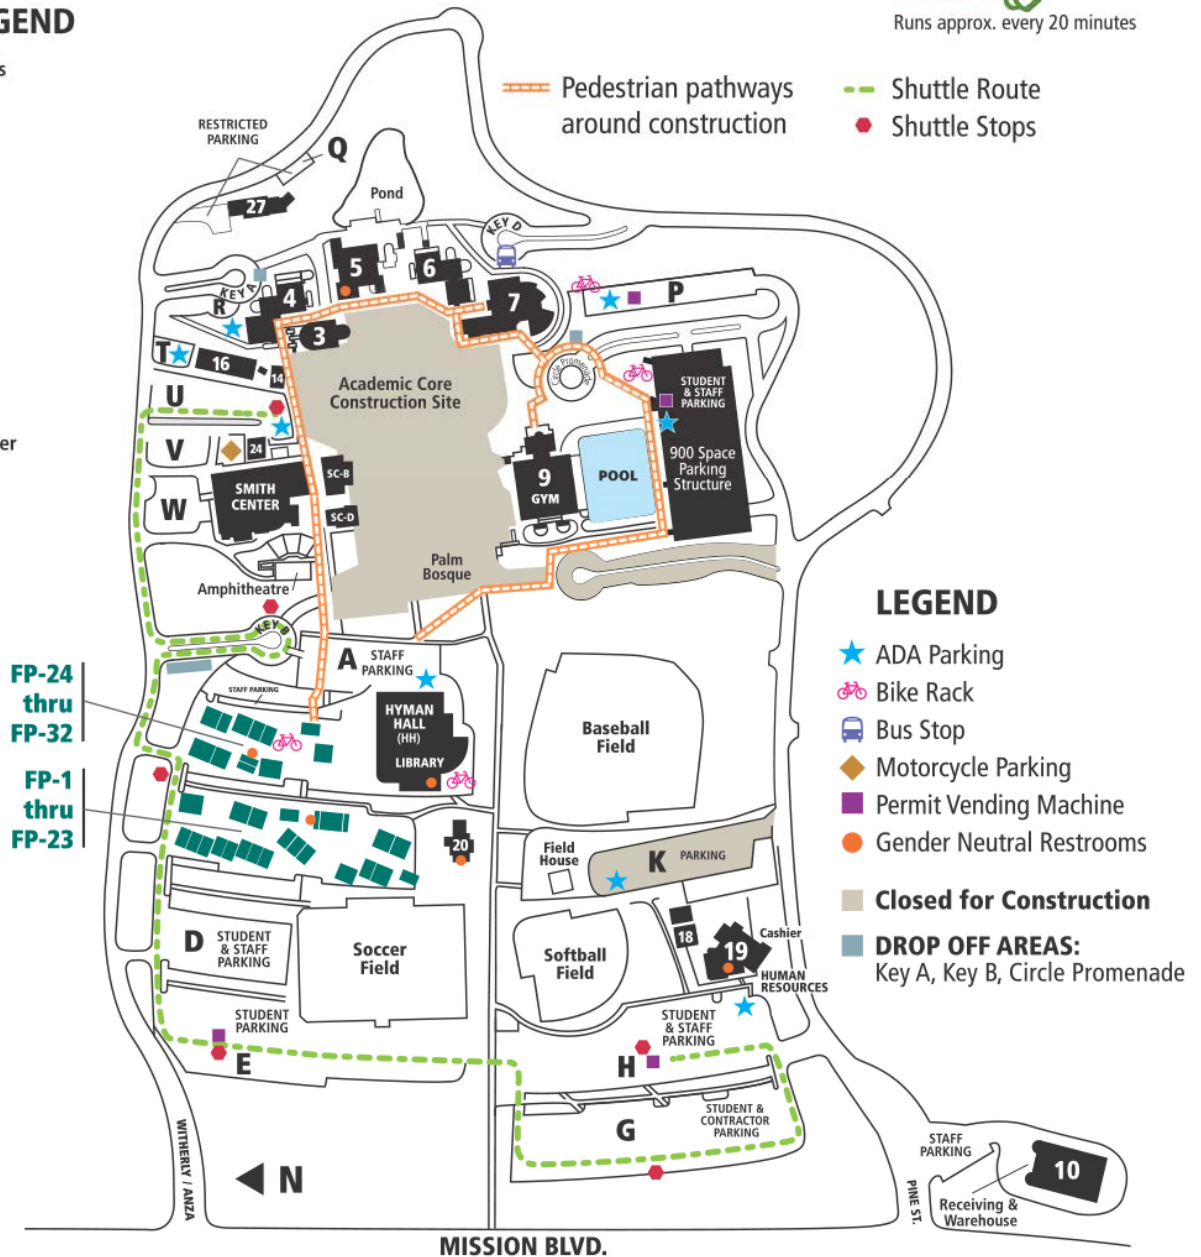 GEND
s
er
Runs approx. every 20 minutes
Pedestrian pathways
around construction
Shuttle Route
Shuttle Stops
RESTRICTED
PARKING
Q
27
Pond
KEY D
KEY A
R
4
5
6
7
3
P
T
16
14
U
V
24
W
SMITH
CENTER
SC-B
SC-D
Academic Core
Construction Site
Circle Promenade
STUDENT
& STAFF
PARKING
900 Space
Parking
Structure
9
GYM
POOL
Palm
Bosque
Amphitheatre
KEY B
A
STAFF
PARKING
STAFF PARKING
FP-24
thru
FP-32
FP-1
thru
FP-23
HYMAN
HALL
(HH)
LIBRARY
20
Baseball
Field
Field
House
K
PARKING
18
19
Cashier
HUMAN
RESOURCES
D
STUDENT
& STAFF
PARKING
Soccer
Field
Softball
Field
STUDENT
PARKING
E
STUDENT
& STAFF
PARKING
H
G
STUDENT &
CONTRACTOR
PARKING
WITHERLY / ANZA
N
STAFF
PARKING
10
Receiving &
Warehouse
PINE ST.
MISSION BLVD.
LEGEND
ADA Parking
Bike Rack
Bus Stop
Motorcycle Parking
Permit Vending Machine
Gender Neutral Restrooms
Closed for Construction
DROP OFF AREAS:
Key A, Key B, Circle Promenade